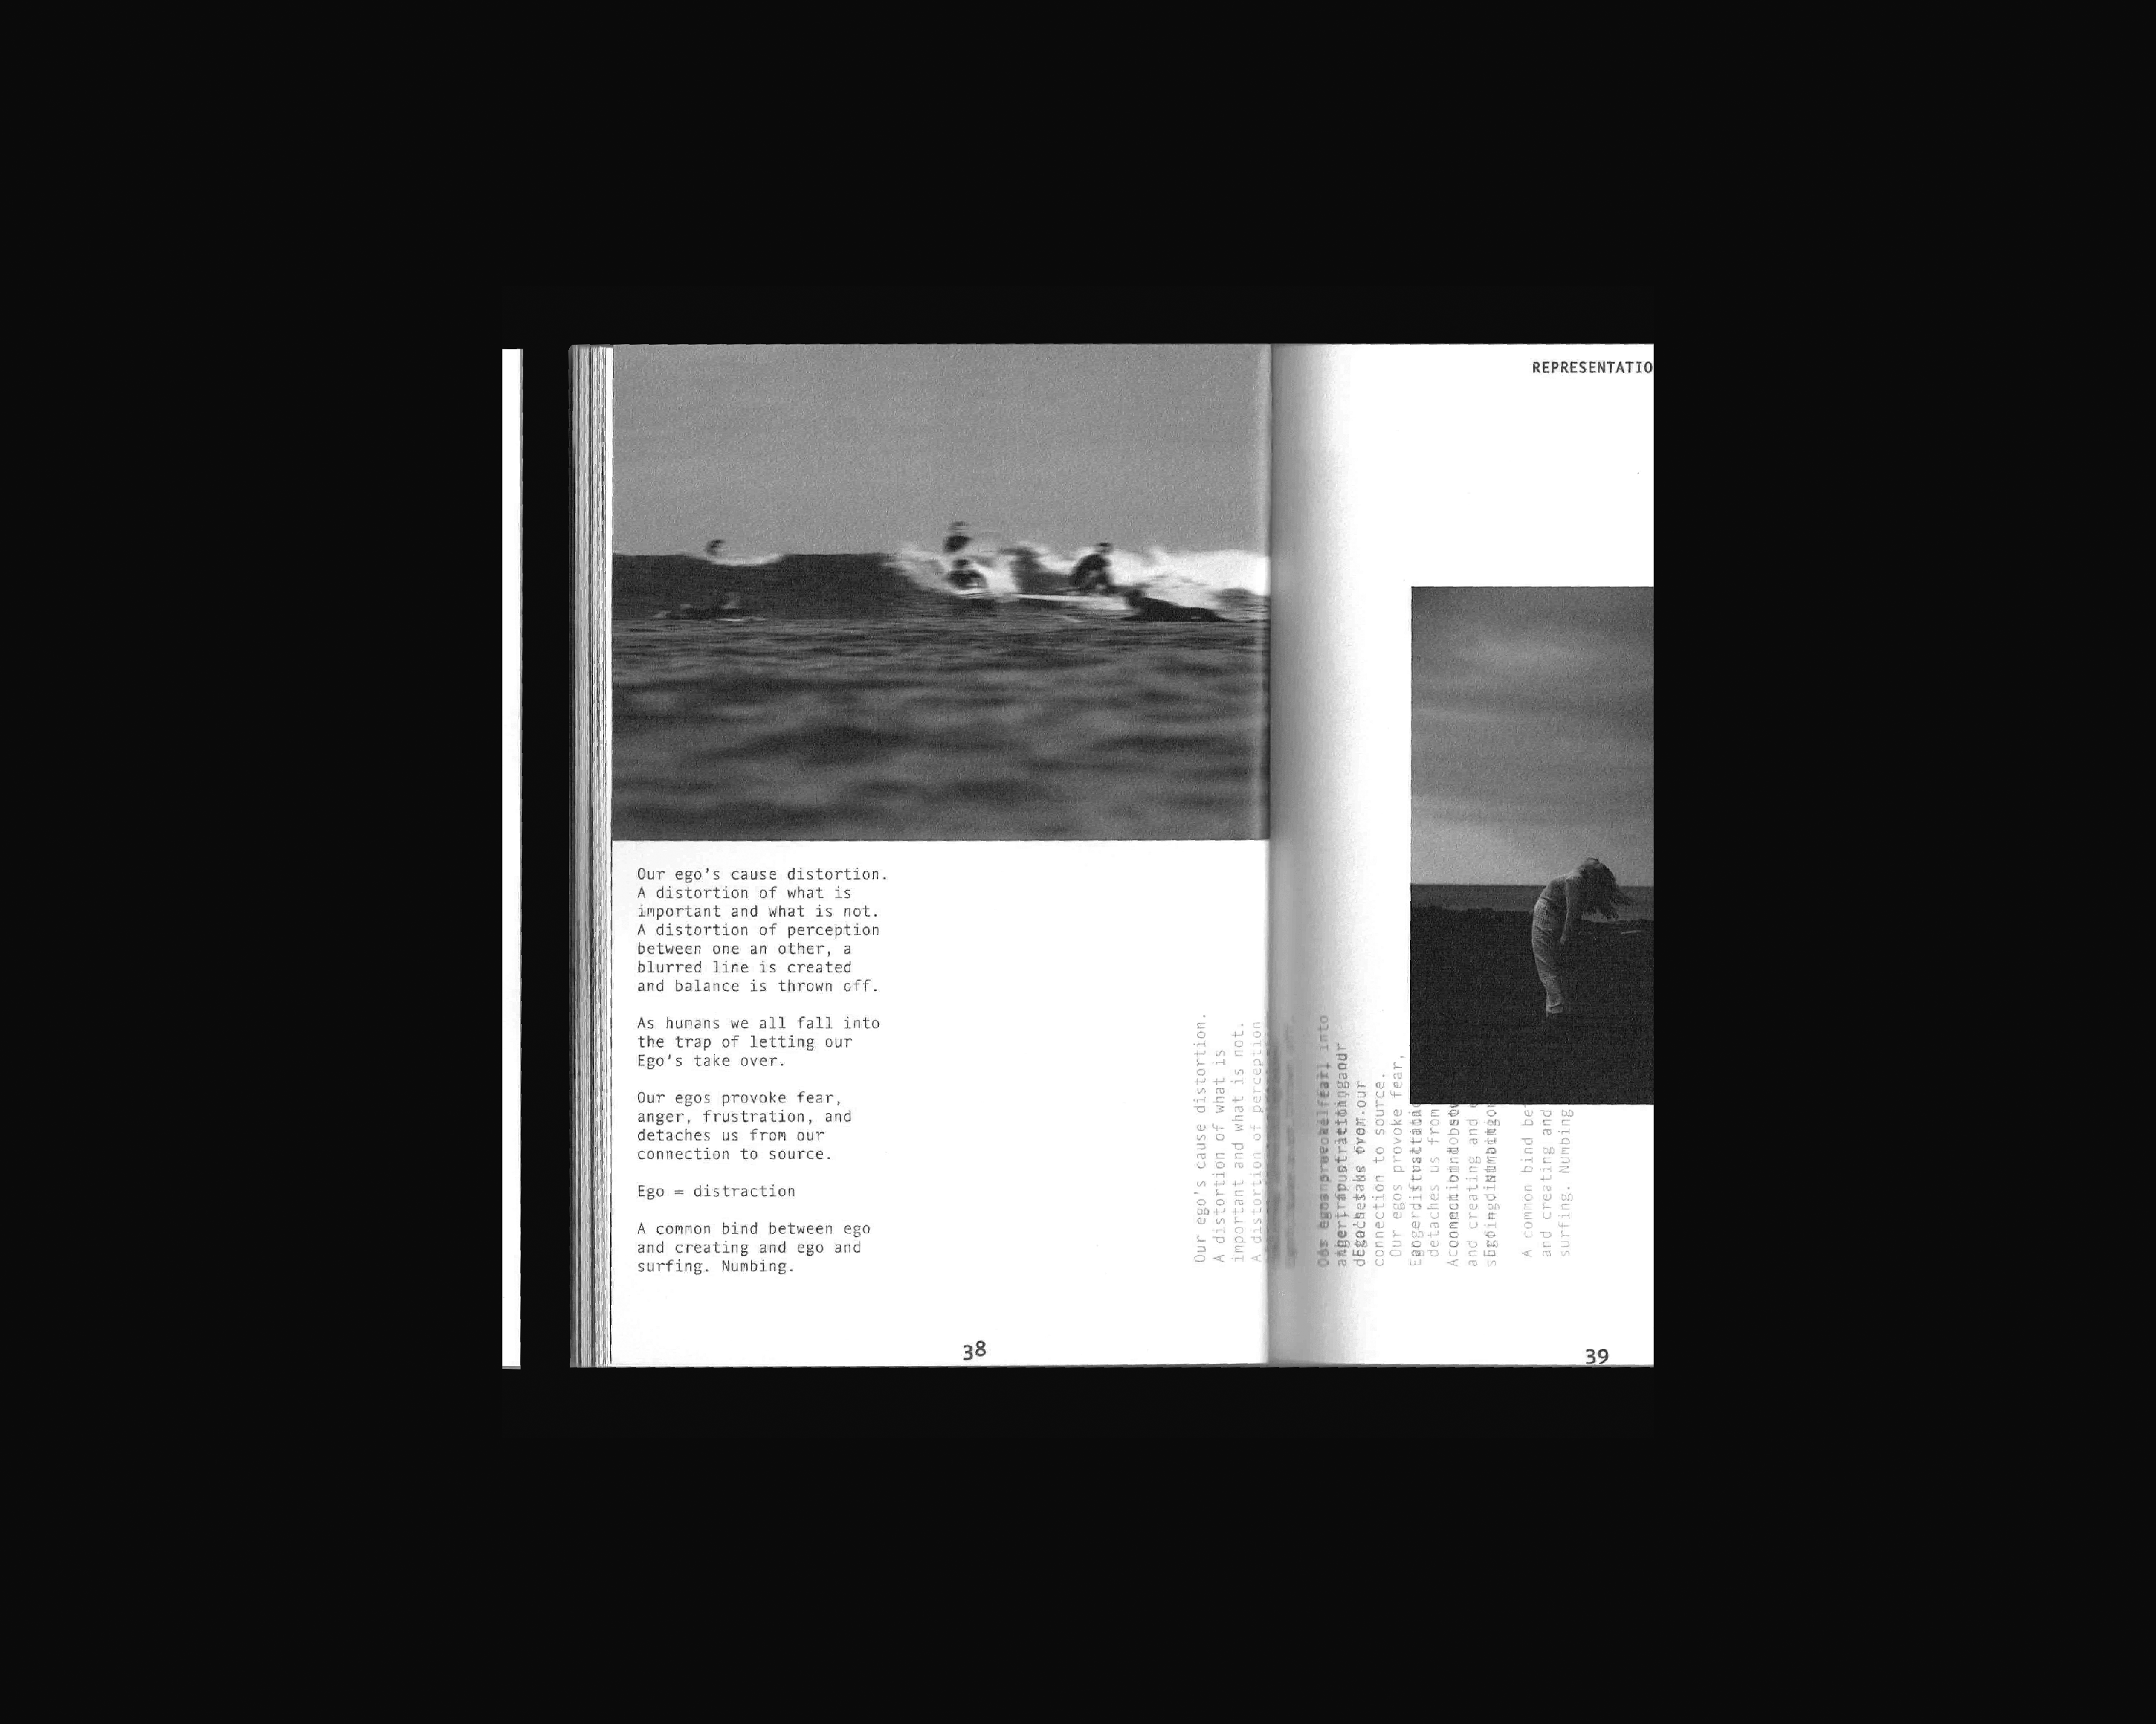 Our ego's cause distortion.
A distortion of what is
important and what is not.
A distortion of perception
between one an other, a
blurred line is created
and balance is thrown off.
As humans we all fall into
the trap of letting our
Ego's take over.
Our egos provoke fear,
anger, frustration, and
detaches us from our
connection to source.
Ego = distraction
A common bind between ego
and creating and ego and
surfing. Numbing.
38
Our ego's cause distortion.
A distortion of what is
important and what is not.
A distortion of perception
connection to source.
Our egos provoke fear,
detaches us from
and creating and
A common bind be
and creating and
surfing. Numbing
REPRESENTATIO
39